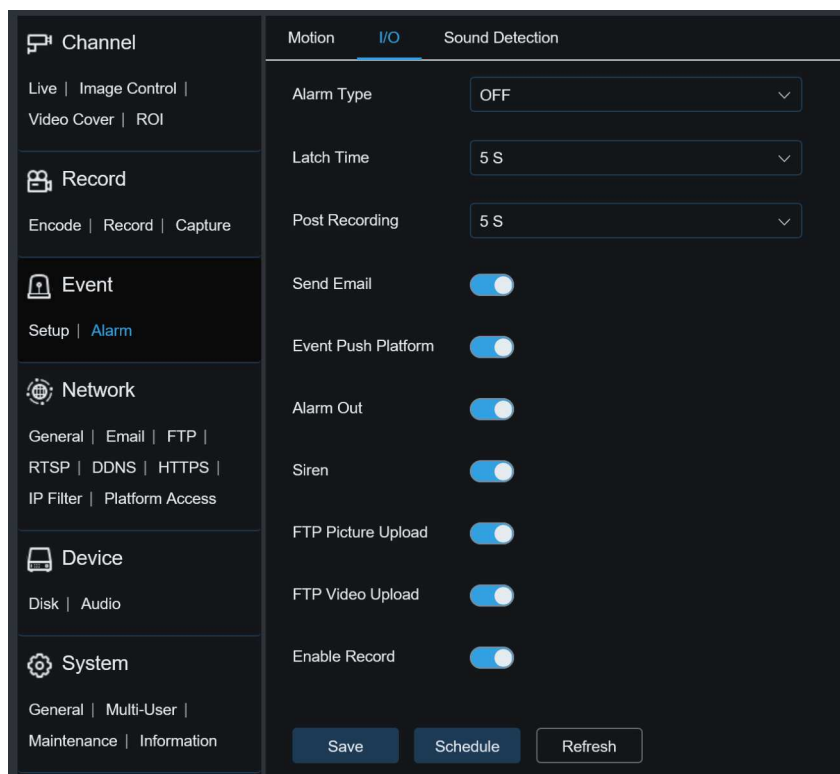 Channel
Live | Image Control |
Video Cover | ROI
Record
Encode | Record | Capture
Event
Setup | Alarm
Network
General | Email | FTP |
RTSP | DDNS | HTTPS |
IP Filter | Platform Access
Device
Disk | Audio
System
General | Multi-User |
Maintenance | Information
Motion I/O Sound Detection
Alarm Type OFF
Latch Time 5 S
Post Recording 5 S
Send Email
Event Push Platform
Alarm Out
Siren
FTP Picture Upload
FTP Video Upload
Enable Record
Save Schedule Refresh